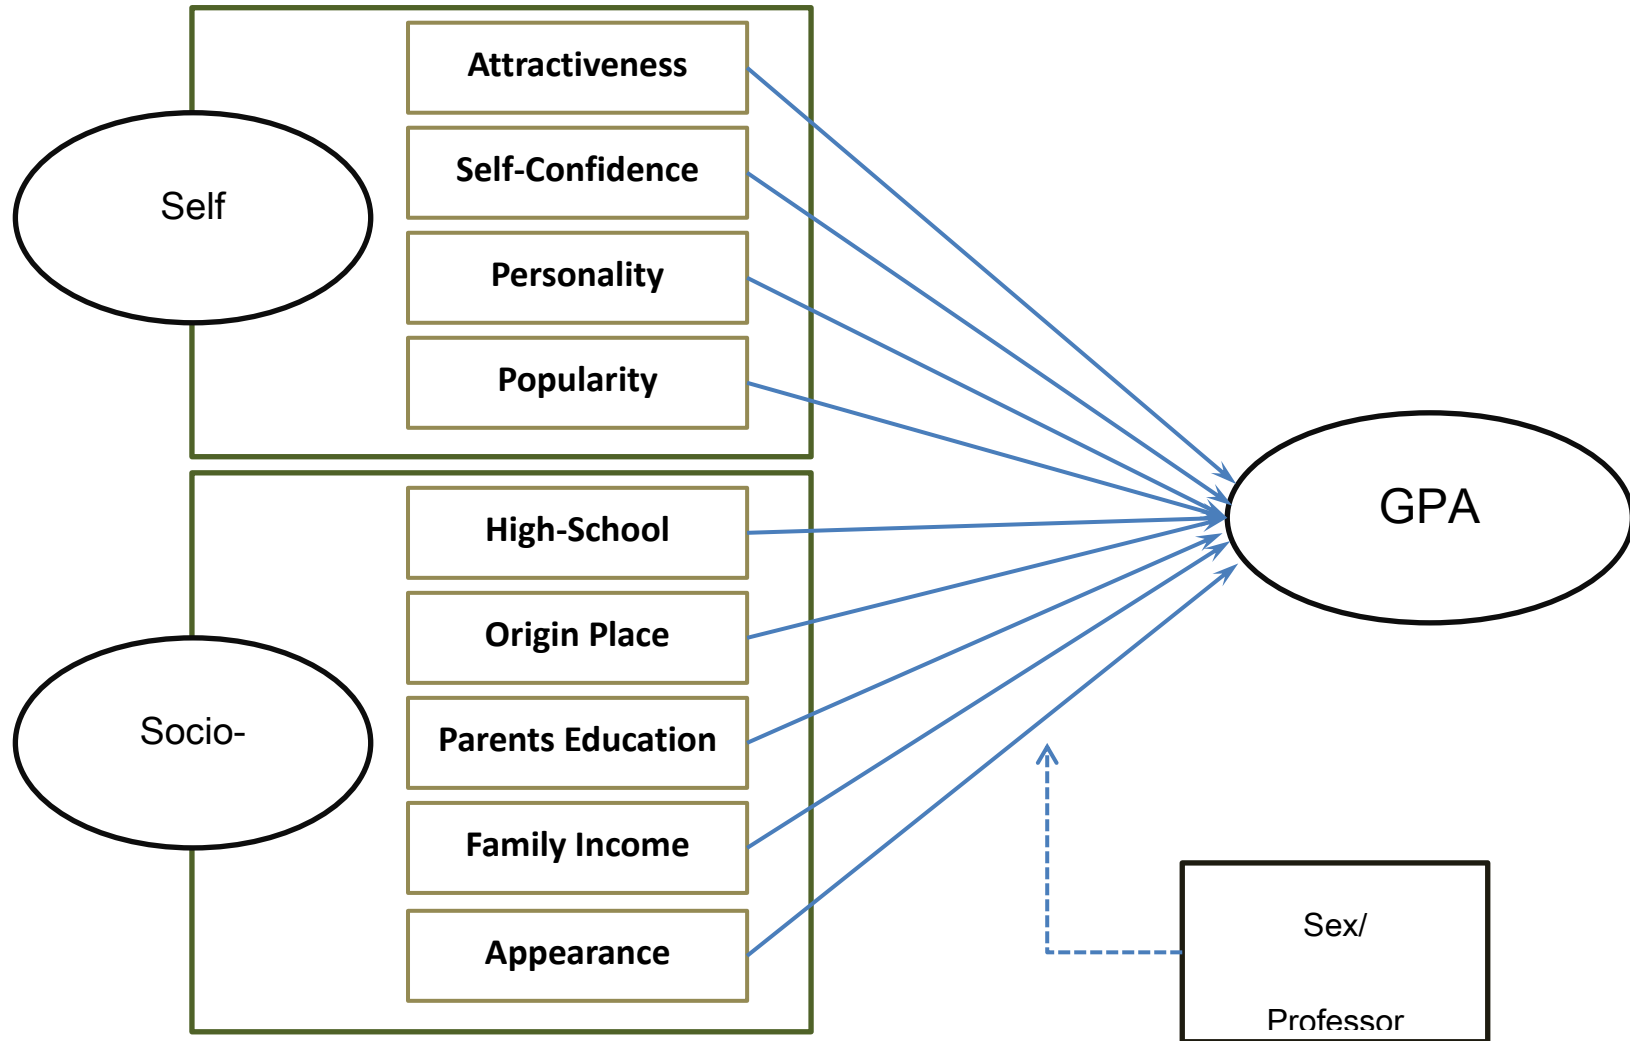 Attractiveness
Self-Confidence
Self
Personality
Popularity
High-School
Origin Place
Socio-
Parents Education
Family Income
Appearance
GPA
Sex/
Professor